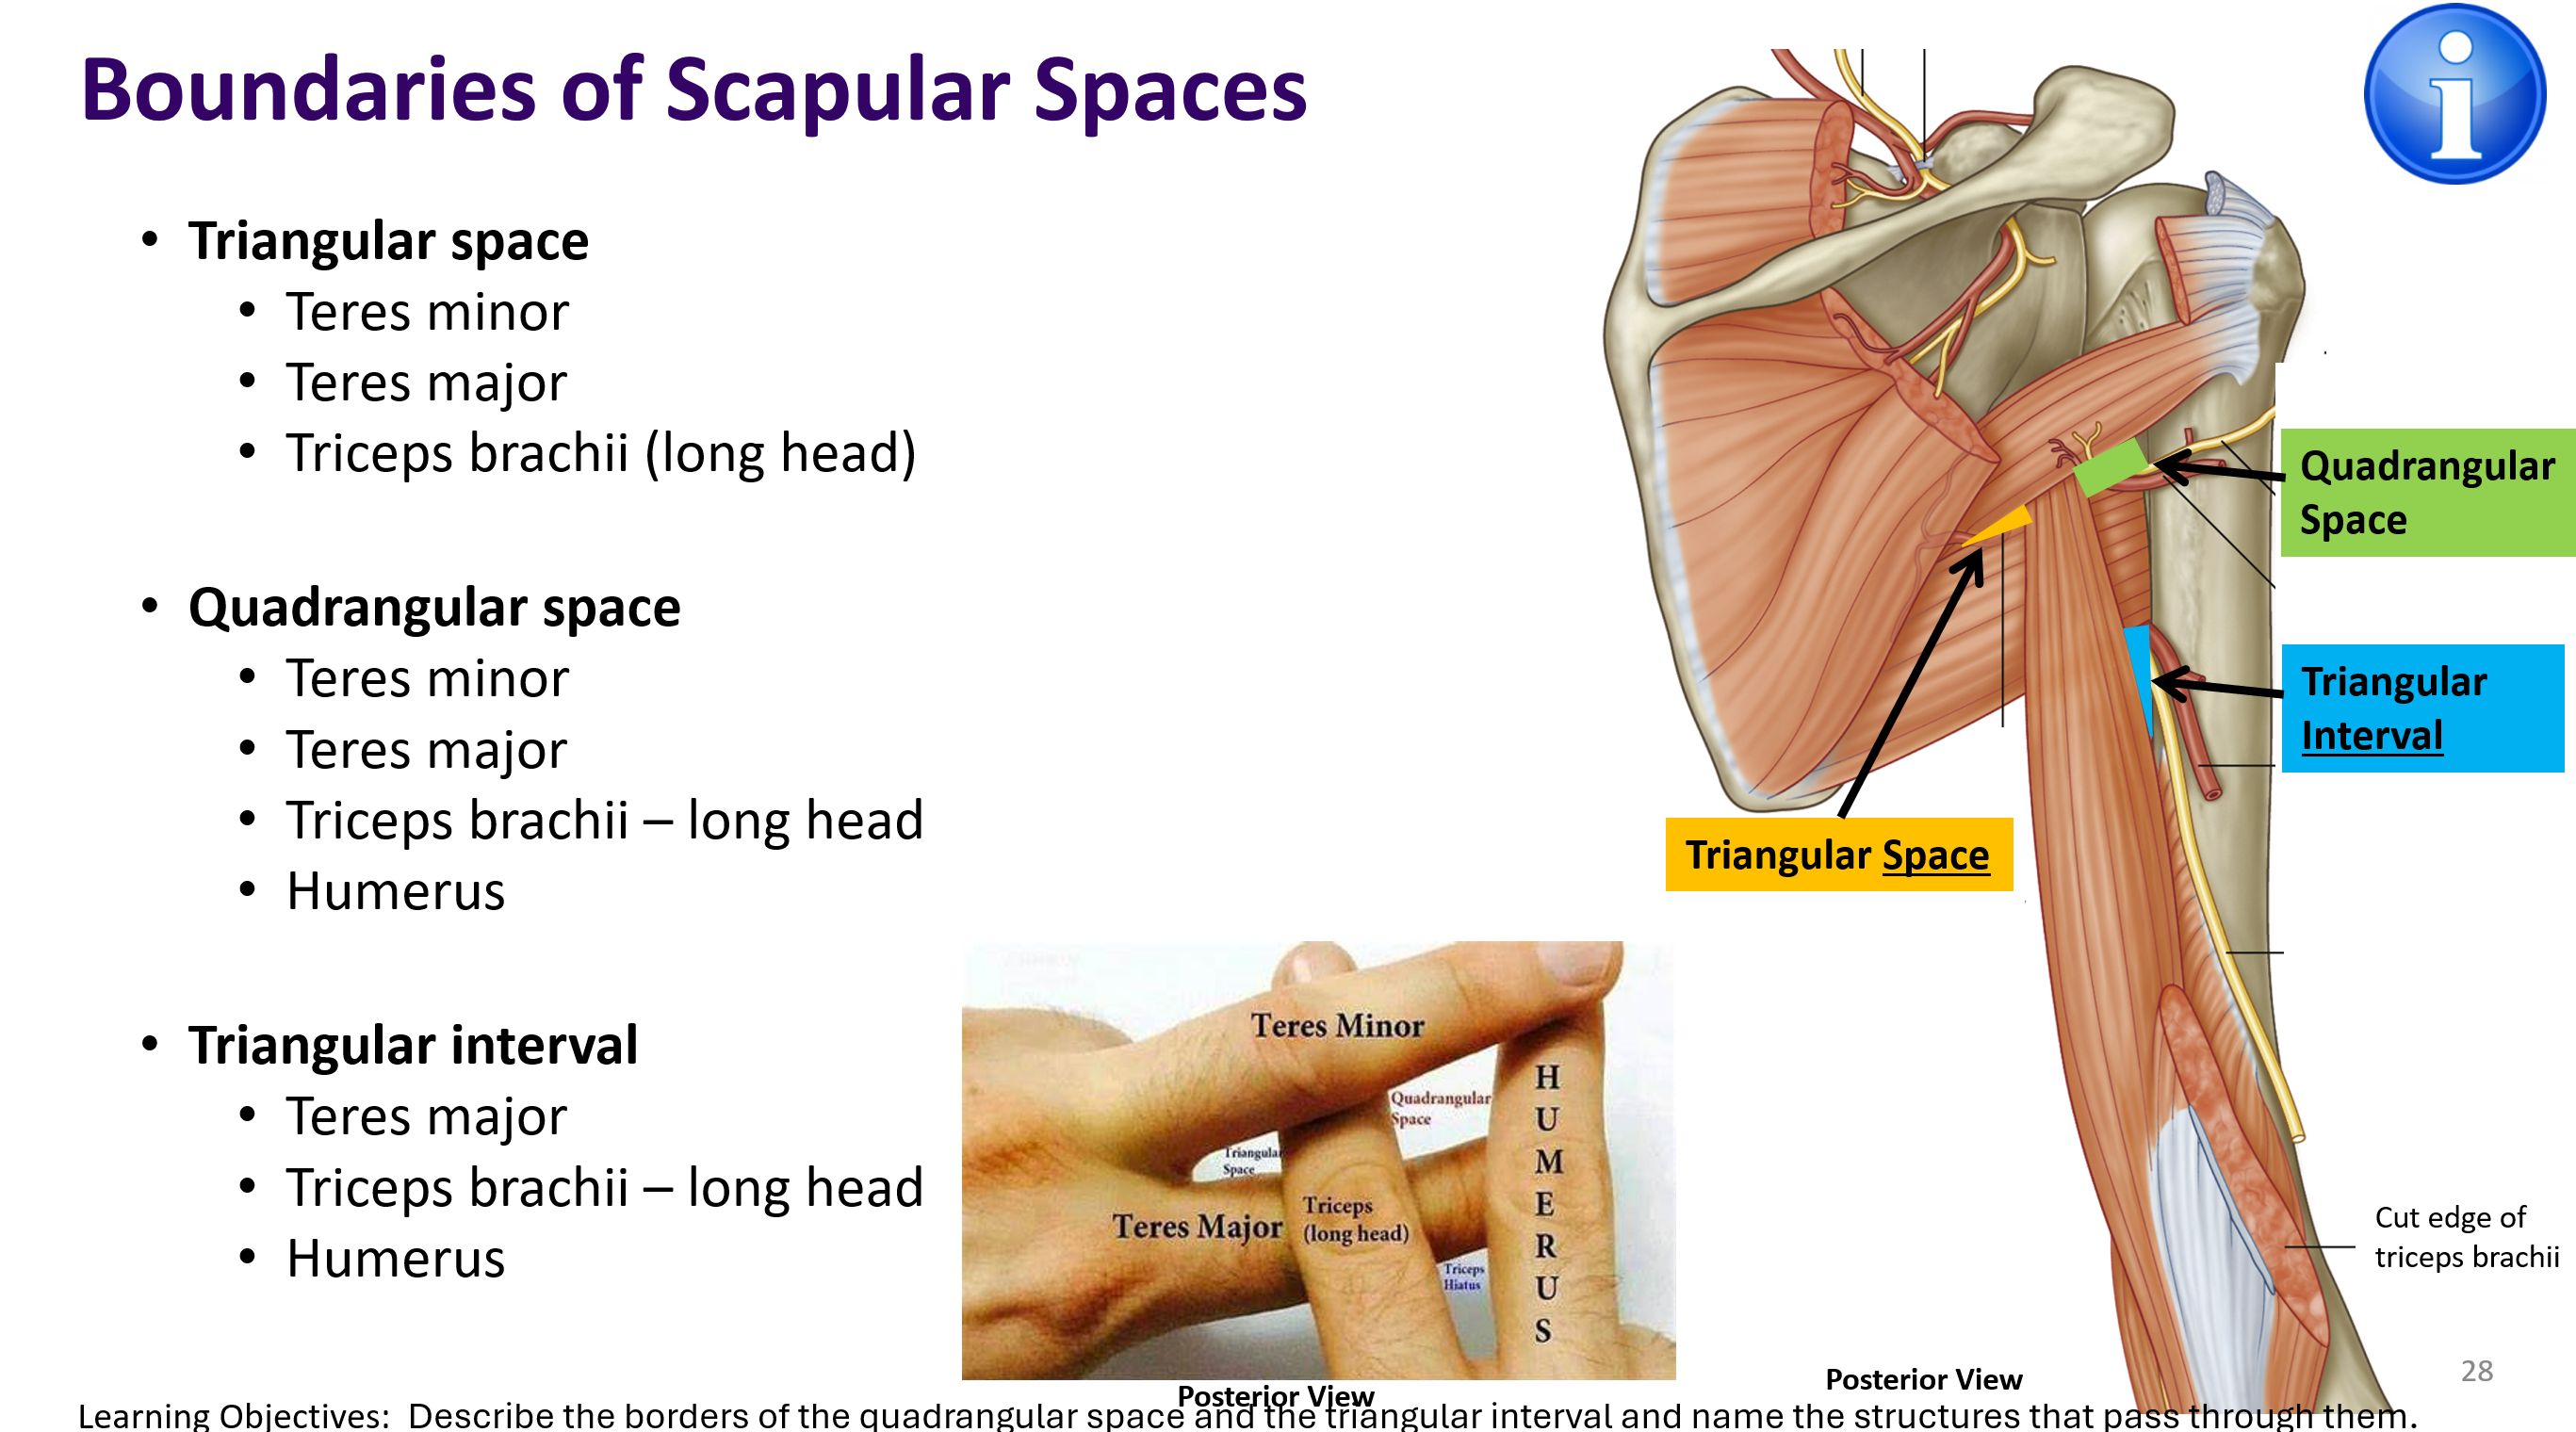 Boundaries of Scapular Spaces
• Triangular space
• Teres minor
• Teres major
• Triceps brachii (long head)
• Quadrangular space
• Teres minor
• Teres major
• Triceps brachii – long head
• Humerus
• Triangular interval
• Teres major
• Triceps brachii – long head
• Humerus
i
Quadrangular
Space
Triangular
Interval
Triangular Space
Teres Minor
Quadrangular
Space
Triangular
Space
Teres Major
Triceps
(long head)
Triceps
Hiatus
HUMERUS
Posterior View
Cut edge of
triceps brachii
Posterior View
28
Learning Objectives: Describe the borders of the quadrangular space and the triangular interval and name the structures that pass through them.